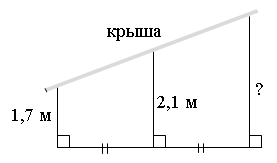 крыша
1,7 м
2,1 м
?